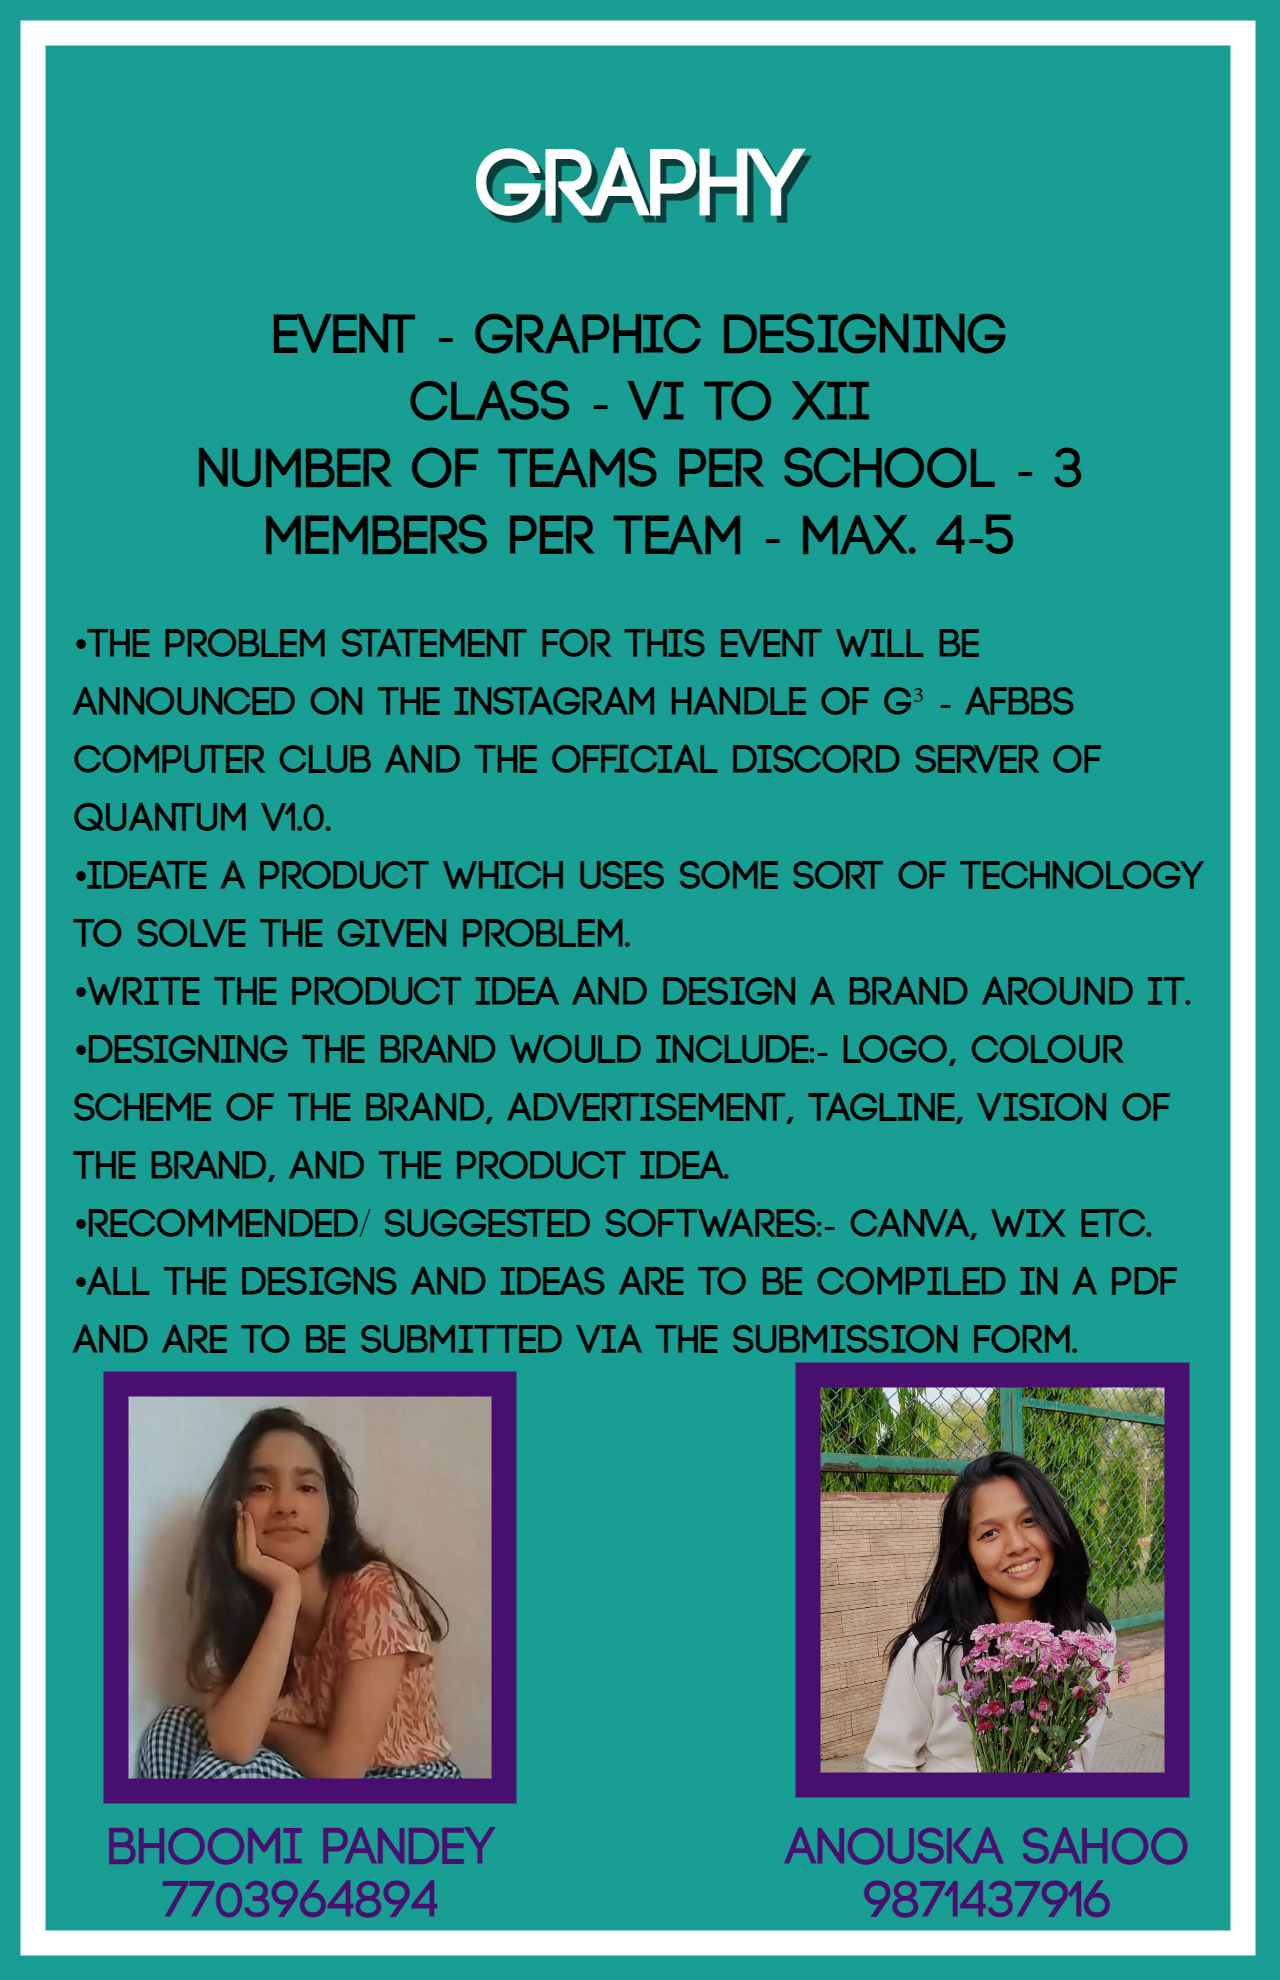 GRAPHY
EVENT - GRAPHIC DESIGNING
CLASS - VI TO XII
NUMBER OF TEAMS PER SCHOOL - 3
MEMBERS PER TEAM - MAX. 4-5
•THE PROBLEM STATEMENT FOR THIS EVENT WILL BE
ANNOUNCED ON THE INSTAGRAM HANDLE OF G³ - AFBBS
COMPUTER CLUB AND THE OFFICIAL DISCORD SERVER OF
QUANTUM V1.0.
•IDEATE A PRODUCT WHICH USES SOME SORT OF TECHNOLOGY
TO SOLVE THE GIVEN PROBLEM.
•WRITE THE PRODUCT IDEA AND DESIGN A BRAND AROUND IT.
•DESIGNING THE BRAND WOULD INCLUDE:- LOGO, COLOUR
SCHEME OF THE BRAND, ADVERTISEMENT, TAGLINE, VISION OF
THE BRAND, AND THE PRODUCT IDEA.
•RECOMMENDED/ SUGGESTED SOFTWARES:- CANVA, WIX ETC.
•ALL THE DESIGNS AND IDEAS ARE TO BE COMPILED IN A PDF
AND ARE TO BE SUBMITTED VIA THE SUBMISSION FORM.
BHOOMI PANDEY
7703964894
ANOUSKA SAHOO
9871437916